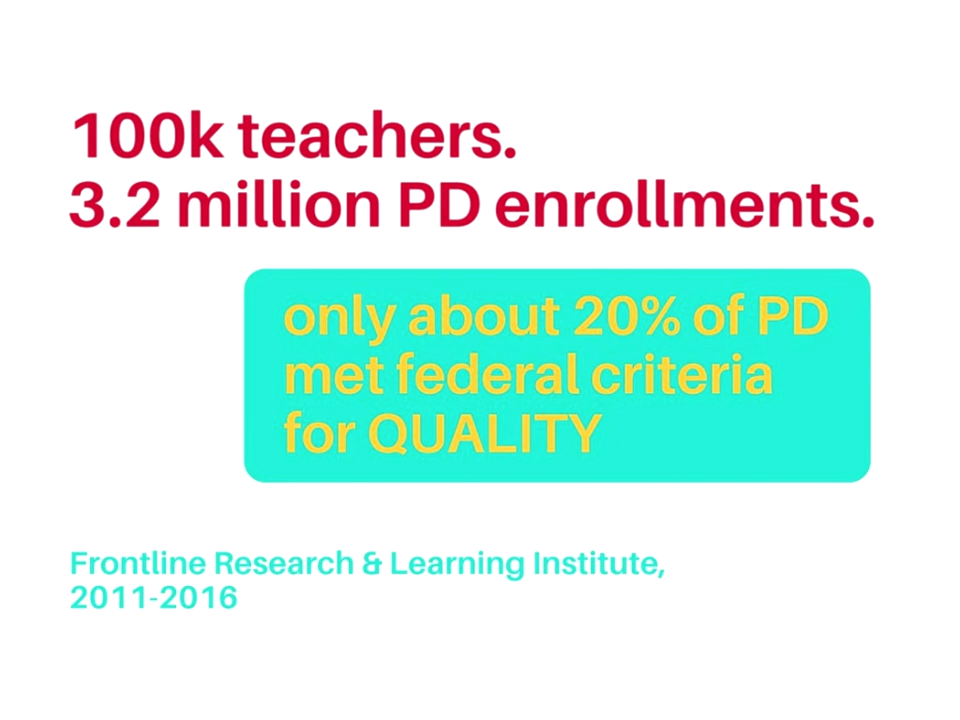 100k teachers.
3.2 million PD enrollments.
only about 20% of PD
met federal criteria
for QUALITY
Frontline Research & Learning Institute,
2011-2016